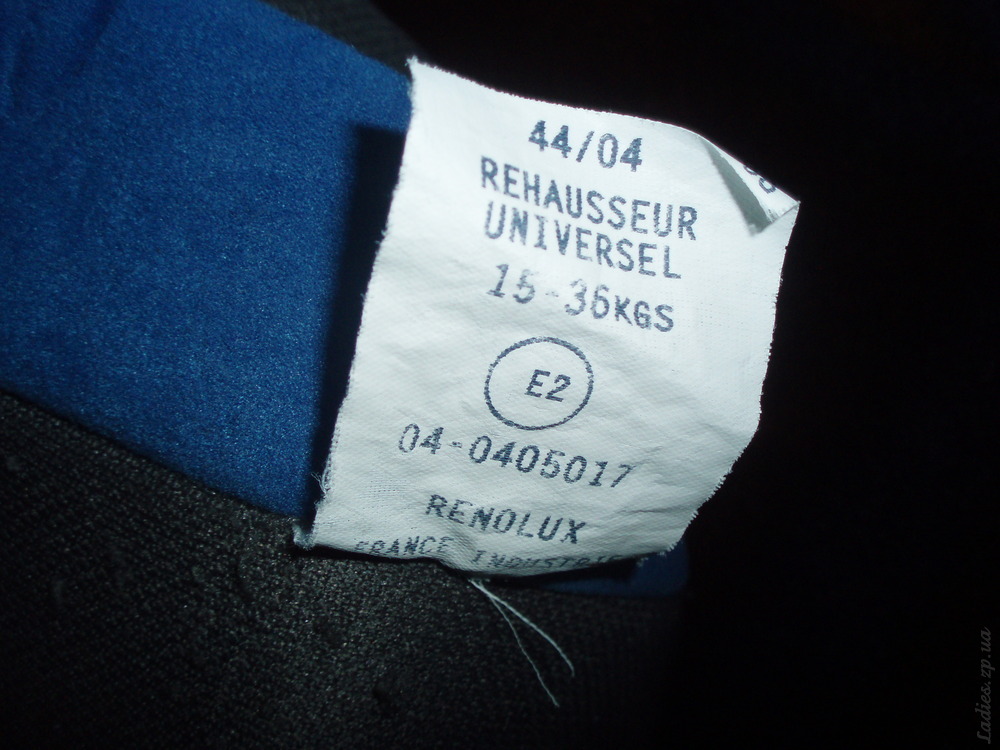 44/04
REHAUSSEUR
UNIVERSEL
15-36KGS
E2
04-0405017
RENOLUX
FRANCE INDUSTRIE
Ladies.zp.ua